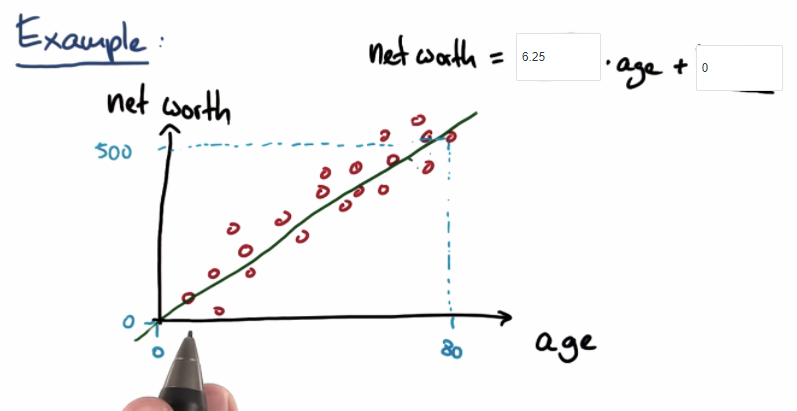 Example:
net worth = 6.25 · age + 0
net worth
500
0
0
80
age